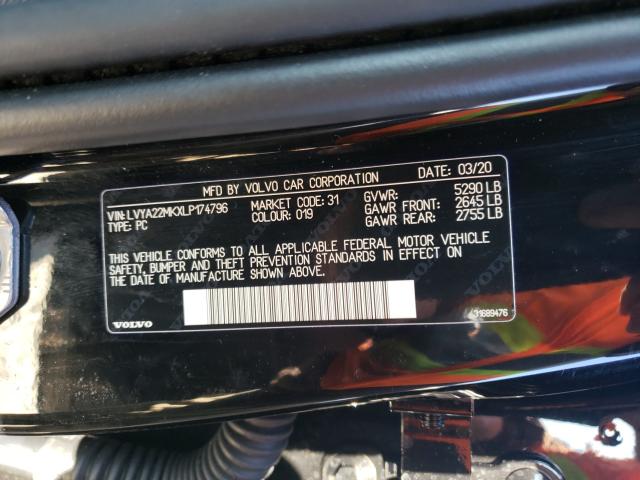 MFD BY VOLVO CAR CORPORATION DATE: 03/20
VIN: LVYA22MKXLP174796 MARKET CODE: 31 GVWR: 5290 LB
TYPE: PC COLOUR: 019 GAWR FRONT: 2645 LB
GAWR REAR: 2755 LB
THIS VEHICLE CONFORMS TO ALL APPLICABLE FEDERAL MOTOR VEHICLE
SAFETY, BUMPER AND THEFT PREVENTION STANDARDS IN EFFECT ON
THE DATE OF MANUFACTURE SHOWN ABOVE.
VOLVO 31689476